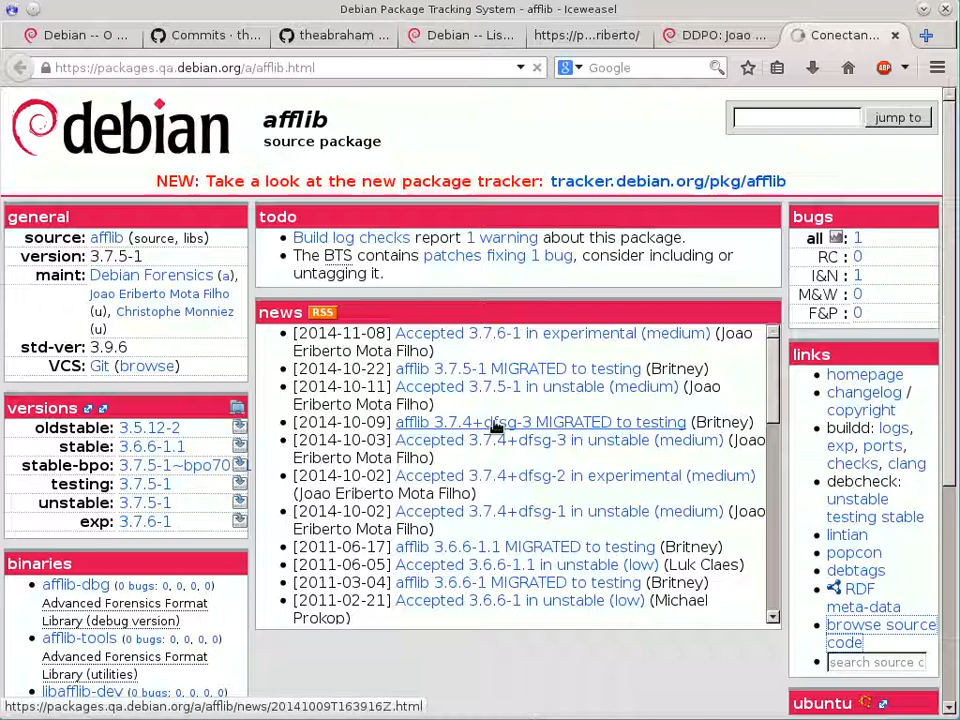 Debian Package Tracking System - afflib - Iceweasel
Debian -- O ...
Commits · th...
theabraham ...
Debian -- Lis...
https://p...riberto/
DDPO: Joao ...
Conectan...
https://packages.qa.debian.org/a/afflib.html
Google
ABP
debian
afflib
source package
jump to
NEW: Take a look at the new package tracker: tracker.debian.org/pkg/afflib
general
source: afflib (source, libs)
version: 3.7.5-1
maint: Debian Forensics (a),
Joao Eriberto Mota Filho
(u), Christophe Monniez
(u)
std-ver: 3.9.6
VCS: Git (browse)
versions
oldstable: 3.5.12-2
stable: 3.6.6-1.1
stable-bpo: 3.7.5-1~bpo70
testing: 3.7.5-1
unstable: 3.7.5-1
exp: 3.7.6-1
binaries
afflib-dbg (0 bugs: 0, 0, 0, 0)
Advanced Forensics Format
Library (debug version)
afflib-tools (0 bugs: 0, 0, 0, 0)
Advanced Forensics Format
Library (utilities)
libafflib-dev (0 bugs: 0, 0, 0, 0)
todo
Build log checks report 1 warning about this package.
The BTS contains patches fixing 1 bug, consider including or
untagging it.
news RSS
[2014-11-08] Accepted 3.7.6-1 in experimental (medium) (Joao
Eriberto Mota Filho)
[2014-10-22] afflib 3.7.5-1 MIGRATED to testing (Britney)
[2014-10-11] Accepted 3.7.5-1 in unstable (medium) (Joao
Eriberto Mota Filho)
[2014-10-09] afflib 3.7.4+dfsg-3 MIGRATED to testing (Britney)
[2014-10-03] Accepted 3.7.4+dfsg-3 in unstable (medium) (Joao
Eriberto Mota Filho)
[2014-10-02] Accepted 3.7.4+dfsg-2 in experimental (medium)
(Joao Eriberto Mota Filho)
[2014-10-02] Accepted 3.7.4+dfsg-1 in unstable (medium) (Joao
Eriberto Mota Filho)
[2011-06-17] afflib 3.6.6-1.1 MIGRATED to testing (Britney)
[2011-06-05] Accepted 3.6.6-1.1 in unstable (low) (Luk Claes)
[2011-03-04] afflib 3.6.6-1 MIGRATED to testing (Britney)
[2011-02-21] Accepted 3.6.6-1 in unstable (low) (Michael
Prokop)
bugs
all : 1
RC : 0
I&N : 1
M&W : 0
F&P : 0
links
homepage
changelog /
copyright
buildd: logs,
exp, ports,
checks, clang
debcheck:
unstable
testing stable
lintian
popcon
debtags
RDF
meta-data
browse source
code
search source c
ubuntu
https://packages.qa.debian.org/a/afflib/news/20141009T163916Z.html